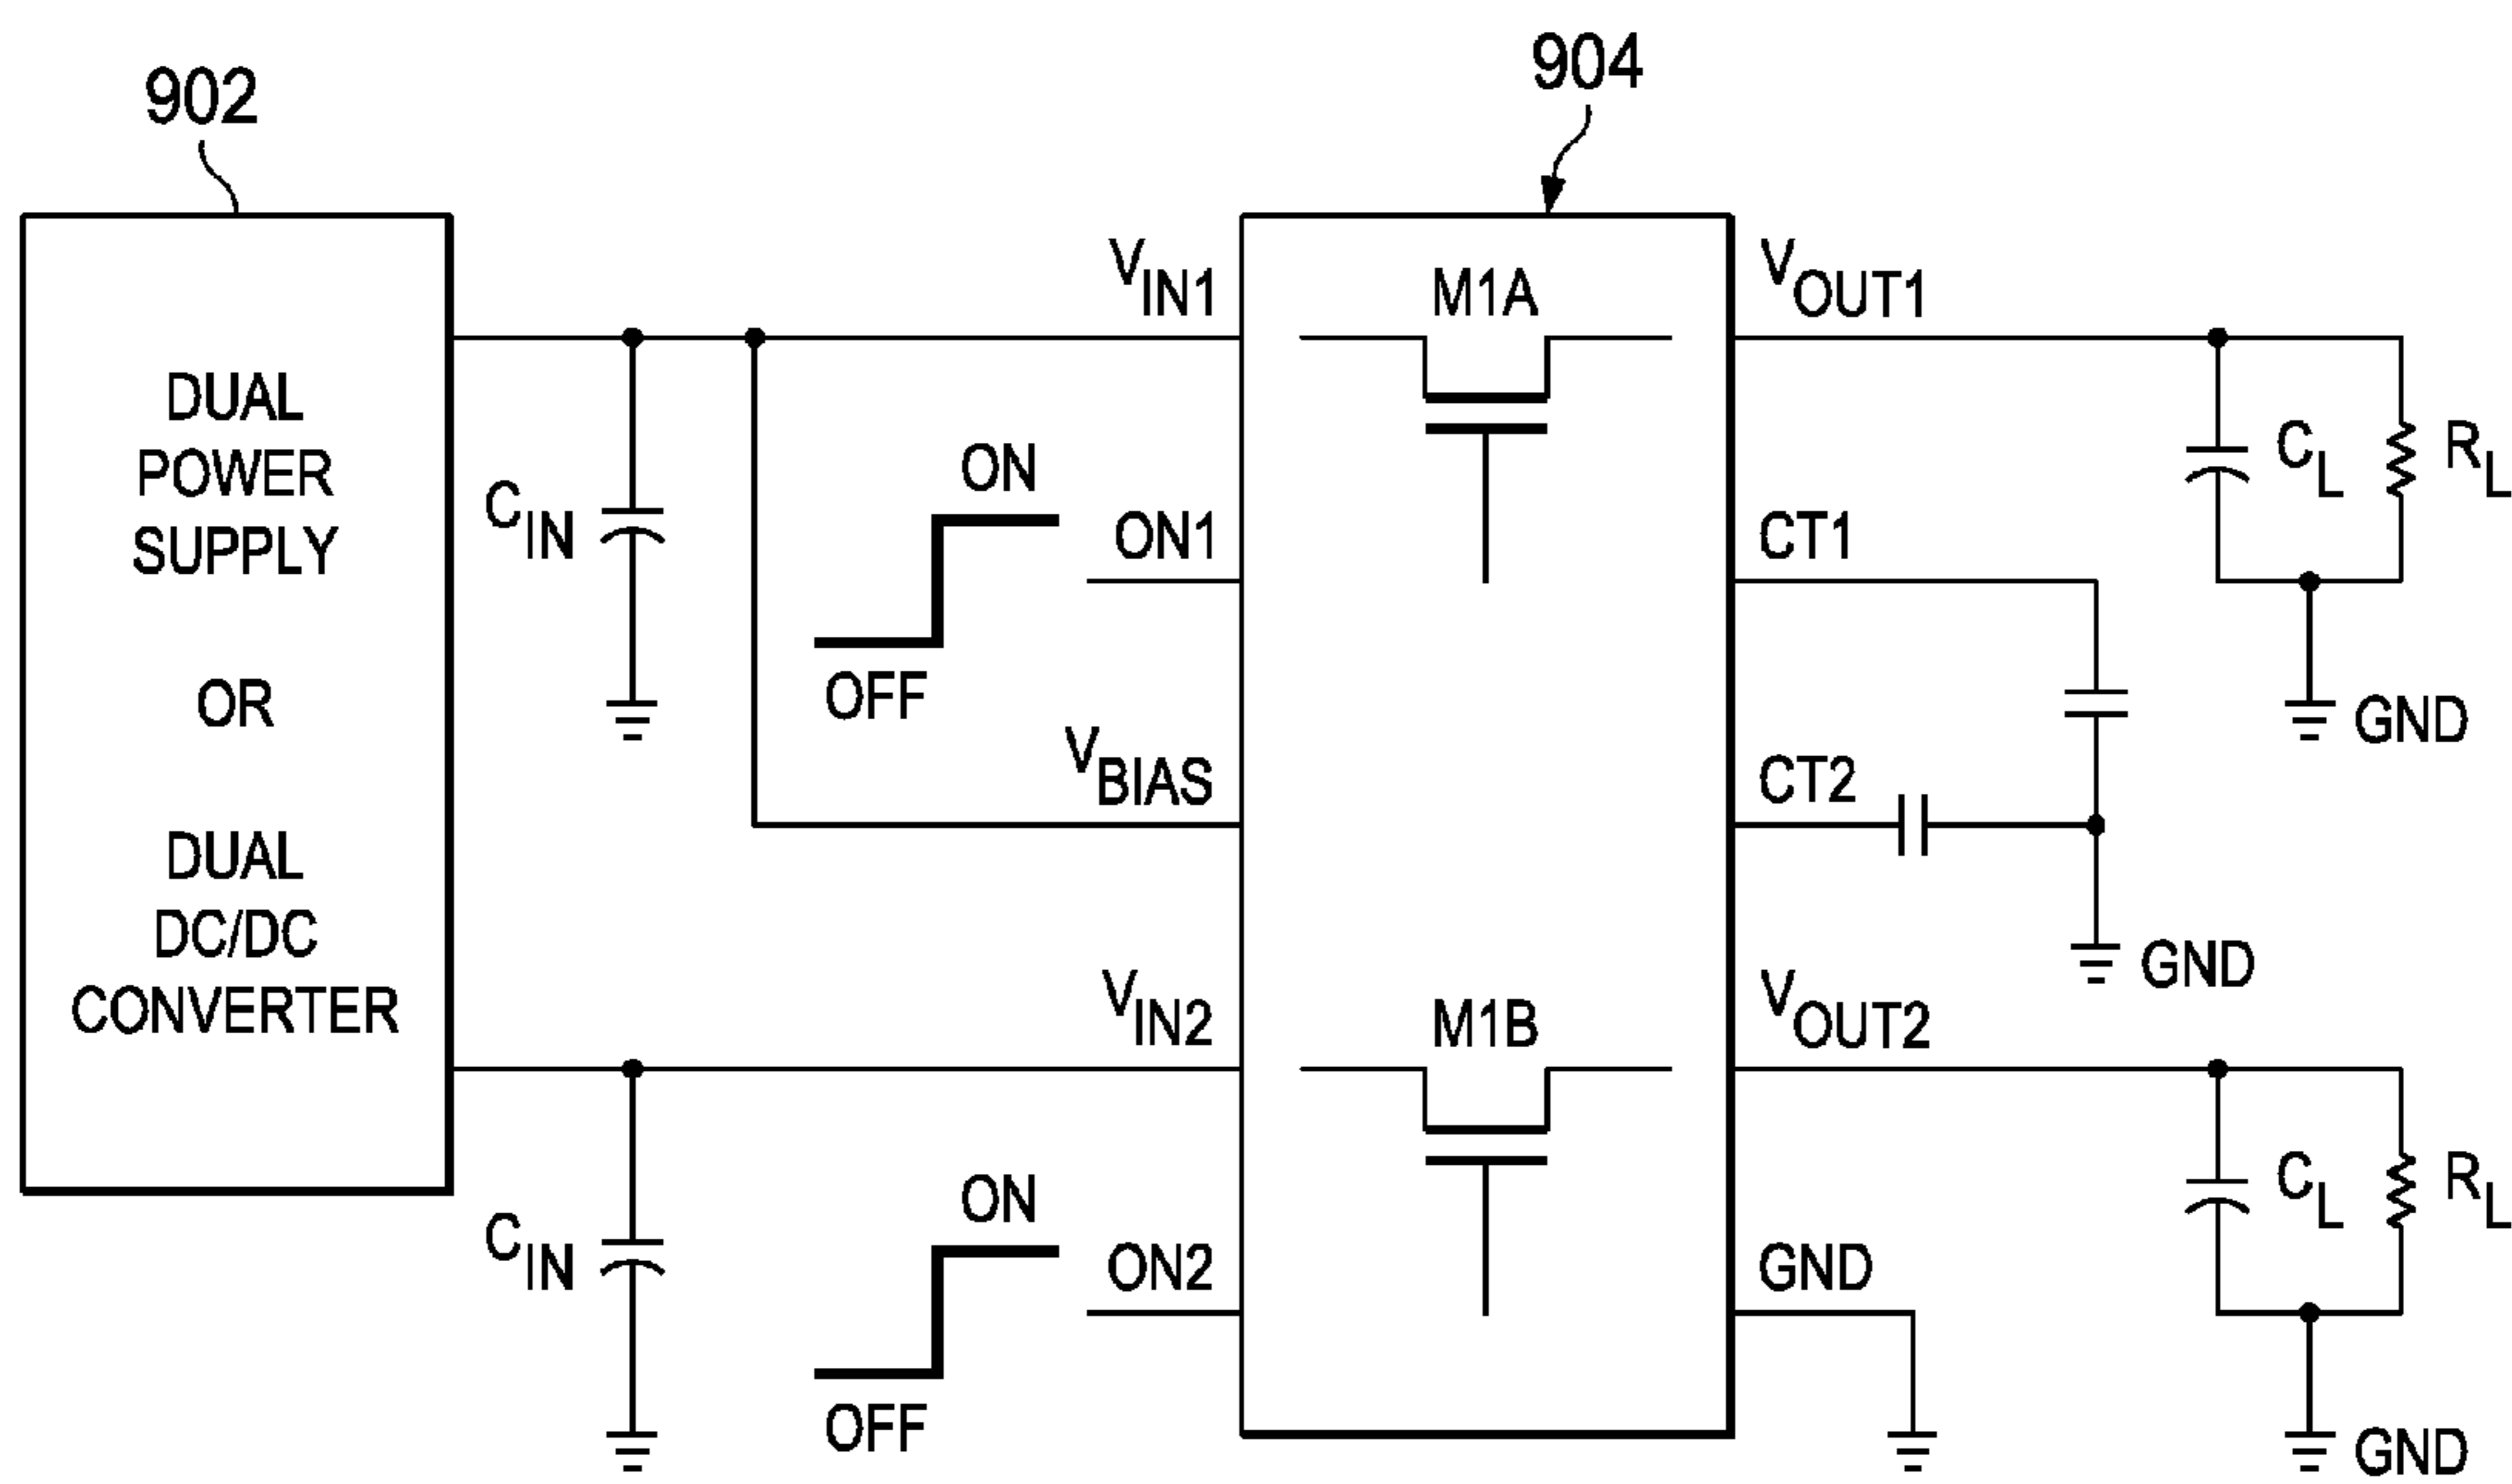 902
904
DUAL
POWER
SUPPLY
OR
DUAL
DC/DC
CONVERTER
CIN
CIN
VIN1
ON
ON1
OFF
VBIAS
VIN2
ON
ON2
OFF
M1A
M1B
VOUT1
CT1
CT2
GND
VOUT2
GND
CL
RL
GND
CL
RL
GND